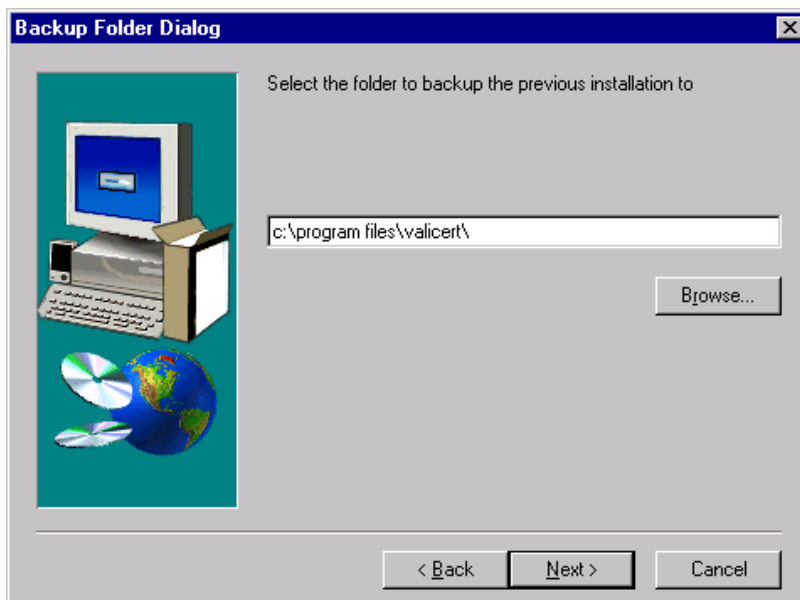 Backup Folder Dialog
Select the folder to backup the previous installation to
c:\program files\valicert\
Browse...
< Back
Next >
Cancel